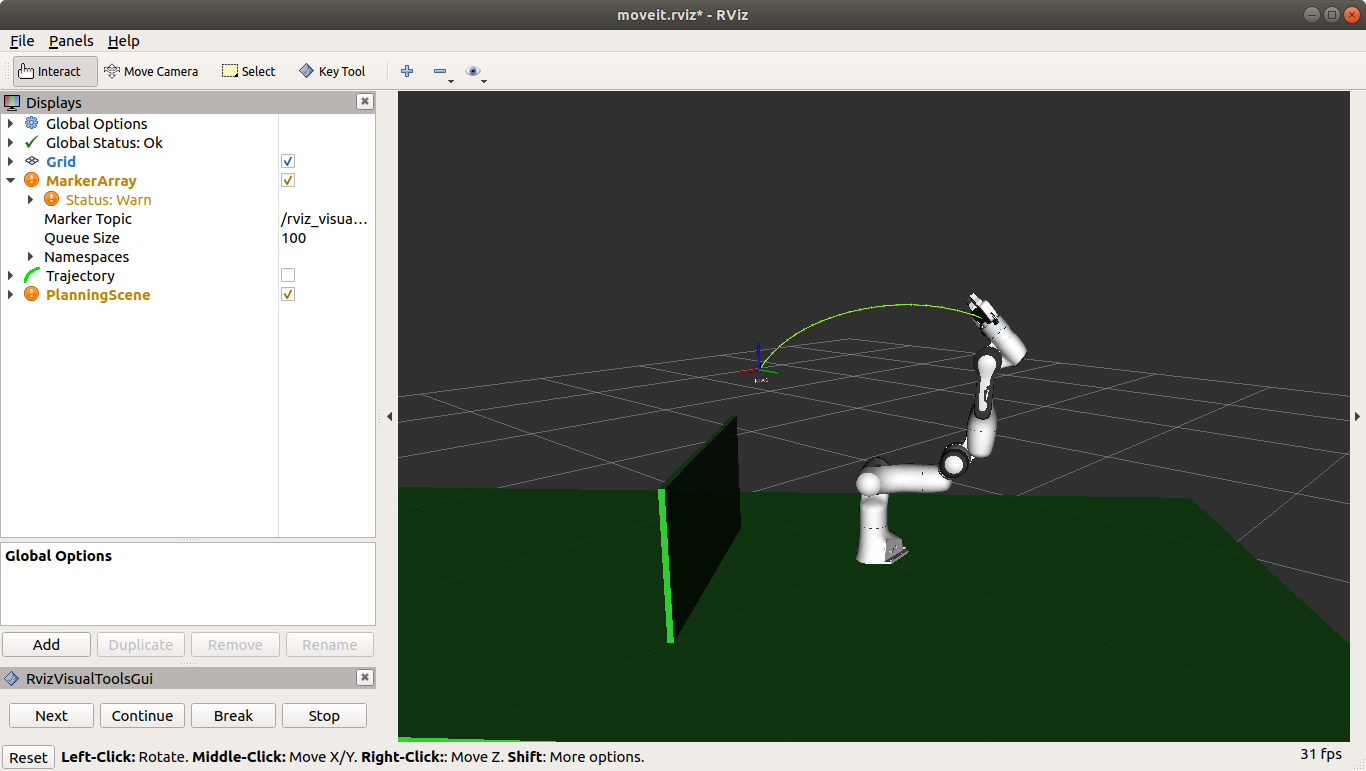 moveit.rviz* - RViz
File Panels Help
Interact Move Camera Select Key Tool
Displays
Global Options
Global Status: Ok
Grid
MarkerArray
Status: Warn
Marker Topic /rviz_visua...
Queue Size 100
Namespaces
Trajectory
PlanningScene
Global Options
Add Duplicate Remove Rename
RvizVisualToolsGui
Next Continue Break Stop
Reset Left-Click: Rotate. Middle-Click: Move X/Y. Right-Click:: Move Z. Shift: More options. 31 fps